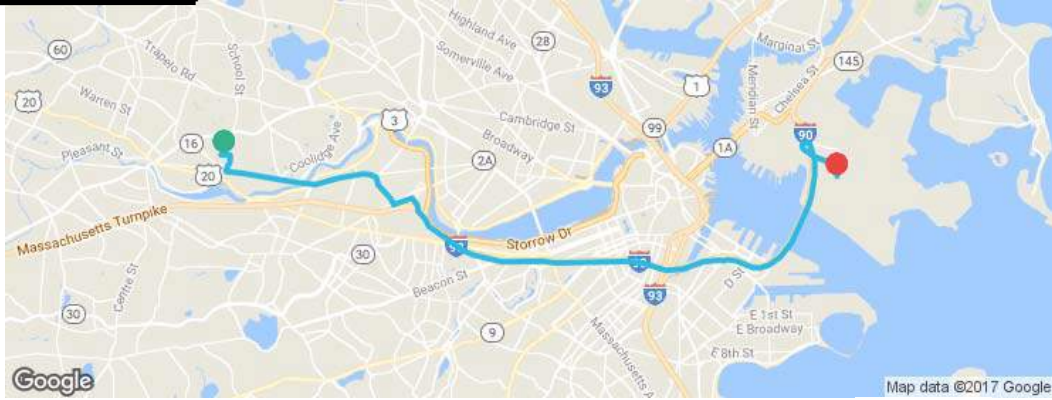 Highland Ave
28
Marginal St
60
Trapelo Rd
School St
Somerville Ave
145
93
1
Meridian St
Chelsea St
20
Warren St
3
Cambridge St
99
90
16
Coolidge Ave
Broadway
1A
Pleasant St
2A
20
Massachusetts Turnpike
Storrow Dr
90
30
Beacon St
D St
93
Centre St
30
9
E 1st St
E Broadway
Massachusetts A
E 8th St
Google
Map data ©2017 Google